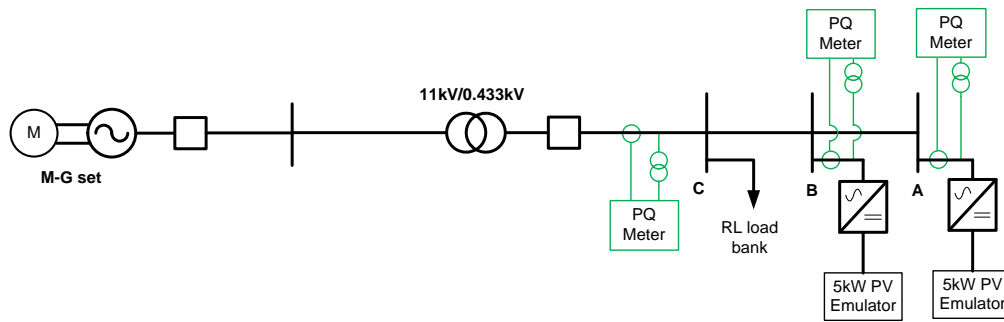 PQ
Meter
PQ
Meter
11kV/0.433kV
M
M-G set
C
B
A
PQ
Meter
RL load
bank
5kW PV
Emulator
5kW PV
Emulator